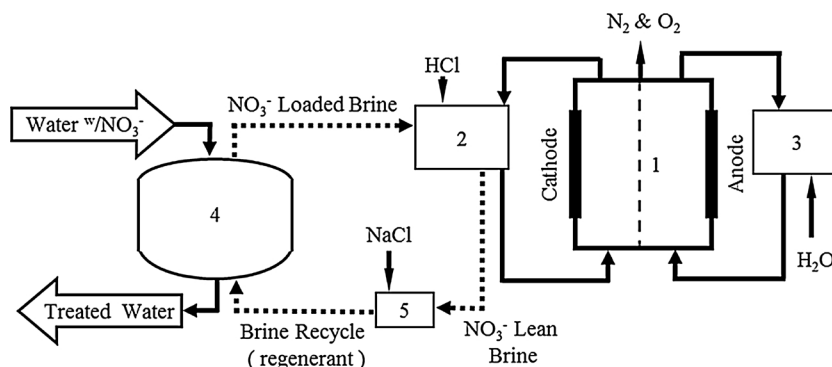 N₂ & O₂
HCl
NO₃⁻ Loaded Brine
Water ʷ/NO₃⁻
2
Cathode
1
Anode
3
4
NaCl
H₂O
5
Treated Water
Brine Recycle
( regenerant )
NO₃⁻ Lean
Brine